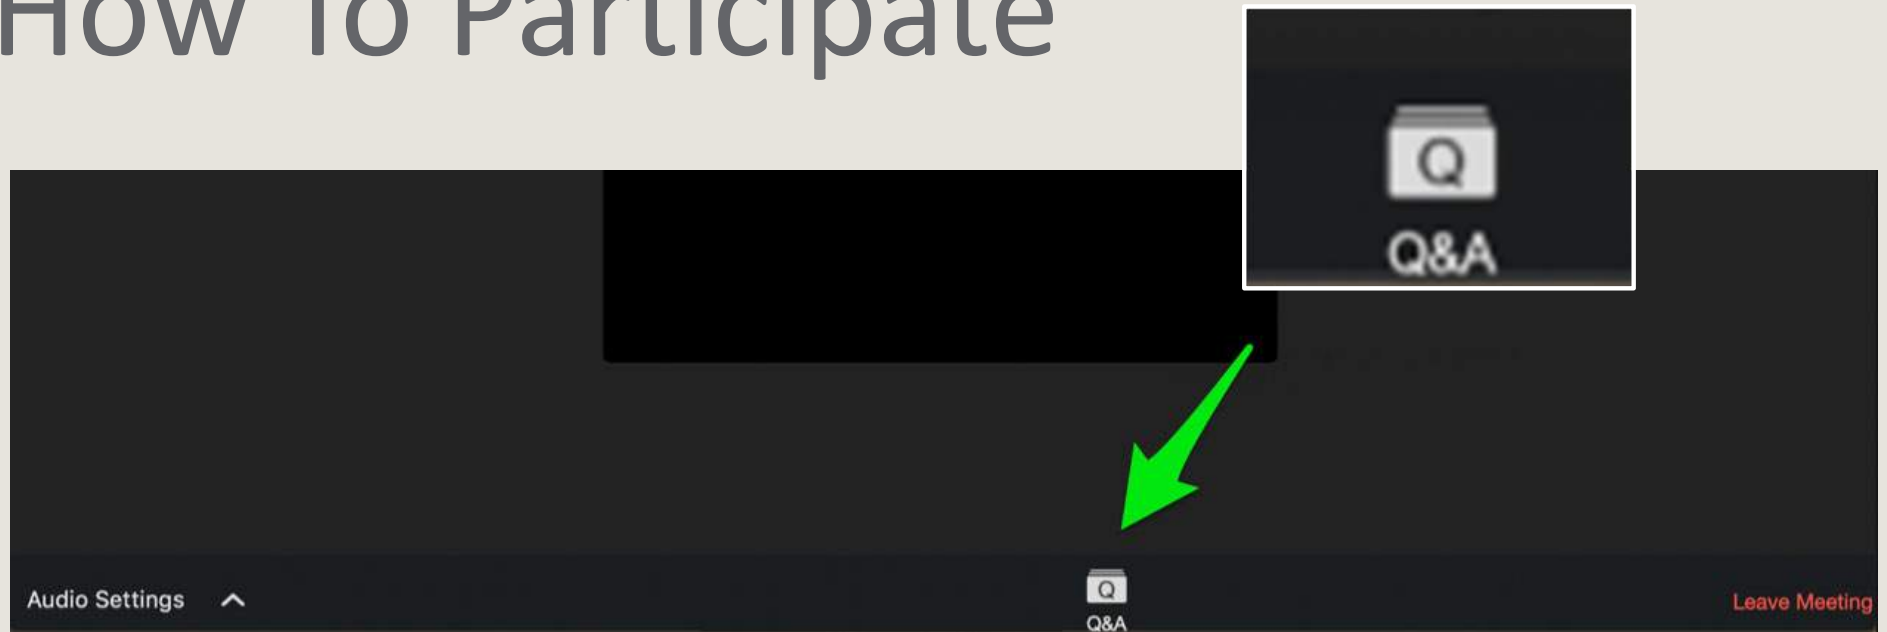 How To Participate
Q
Q&A
Audio Settings
Q
Q&A
Leave Meeting